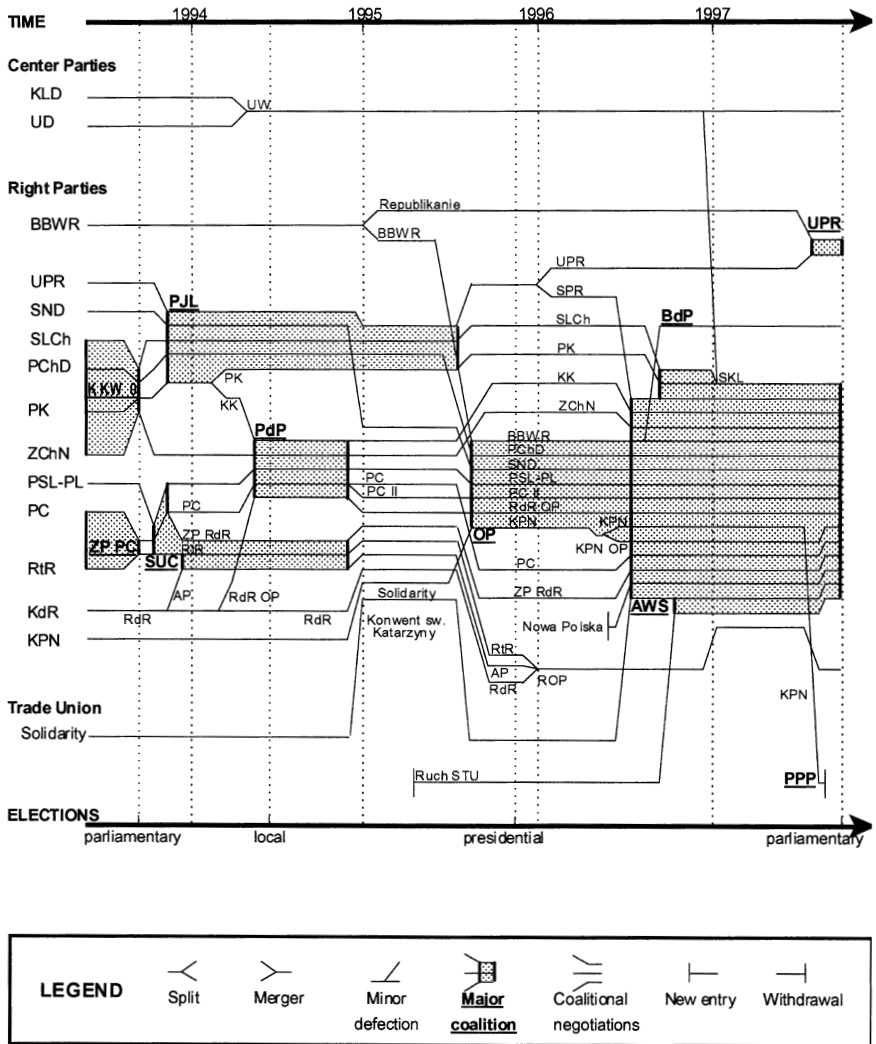 TIME
1994 1995 1996 1997
Center Parties
KLD
UW
UD
Right Parties
Republikanie
BBWR
BBWR
UPR
UPR
UPR
SPR
SND
PJL
BdP
SLCh
SLCh
PChD
PK
PK
SKL
KKW O
KK
PK
KK
ZChN
PdP
BBWR
ZChN
PChD
SND
PSL-PL
PC
PSL-PL
PC II
PC II
PC
PC
RdR OP
KPN
KPN
ZP RdR
OP
KPN OP
ZP PC
RtR
SUC
PC
RtR
AP
RdR OP
Solidarity
ZP RdR
KdR
RdR
RdR
AWS
Konwent sw.
Katarzyny
Nowa Polska
KPN
RtR
AP
ROP
RdR
KPN
Trade Union
Solidarity
Ruch STU
PPP
ELECTIONS
parliamentary local presidential parliamentary
LEGEND
Split
Merger
Minor
defection
Major
coalition
Coalitional
negotiations
New entry
Withdrawal